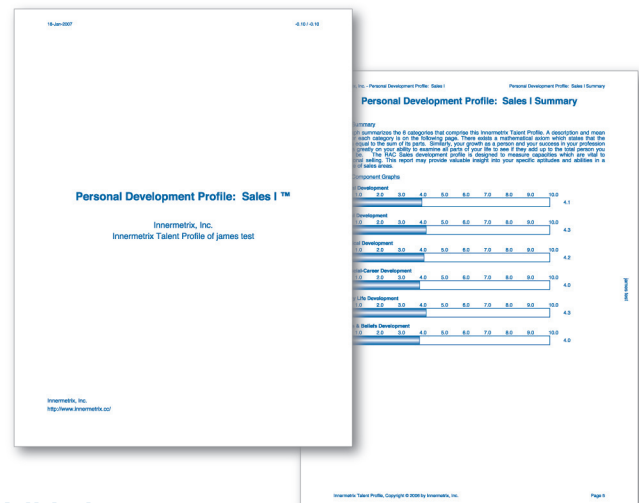 16-Jan-2007 -0.10 / -0.10
Personal Development Profile: Sales I ™
Innermetrix, Inc.
Innermetrix Talent Profile of james test
Innermetrix, Inc.
http://www.innermetrix.cc/
Inc. - Personal Development Profile: Sales I Personal Development Profile: Sales I Summary
Personal Development Profile: Sales I Summary
Summary
summarizes the 6 categories that comprise this Innermetrix Talent Profile. A description and mean
each category is on the following page. There exists a mathematical axiom which states that the
equal to the sum of its parts. Similarly, your growth as a person and your success in your profession
greatly on your ability to examine all parts of your life to see if they add up to the total person you
The RAC Sales development profile is designed to measure capacities which are vital to
selling. This report may provide valuable insight into your specific aptitudes and abilities in a
of sales areas.
Component Graphs
Development
1.0 2.0 3.0 4.0 5.0 6.0 7.0 8.0 9.0 10.0
4.1
Development
1.0 2.0 3.0 4.0 5.0 6.0 7.0 8.0 9.0 10.0
4.3
Development
1.0 2.0 3.0 4.0 5.0 6.0 7.0 8.0 9.0 10.0
4.2
Career Development
1.0 2.0 3.0 4.0 5.0 6.0 7.0 8.0 9.0 10.0
4.0
Life Development
1.0 2.0 3.0 4.0 5.0 6.0 7.0 8.0 9.0 10.0
4.3
& Beliefs Development
1.0 2.0 3.0 4.0 5.0 6.0 7.0 8.0 9.0 10.0
4.2
james test
Innermetrix Talent Profile, Copyright © 2006 by Innermetrix, Inc. Page 6